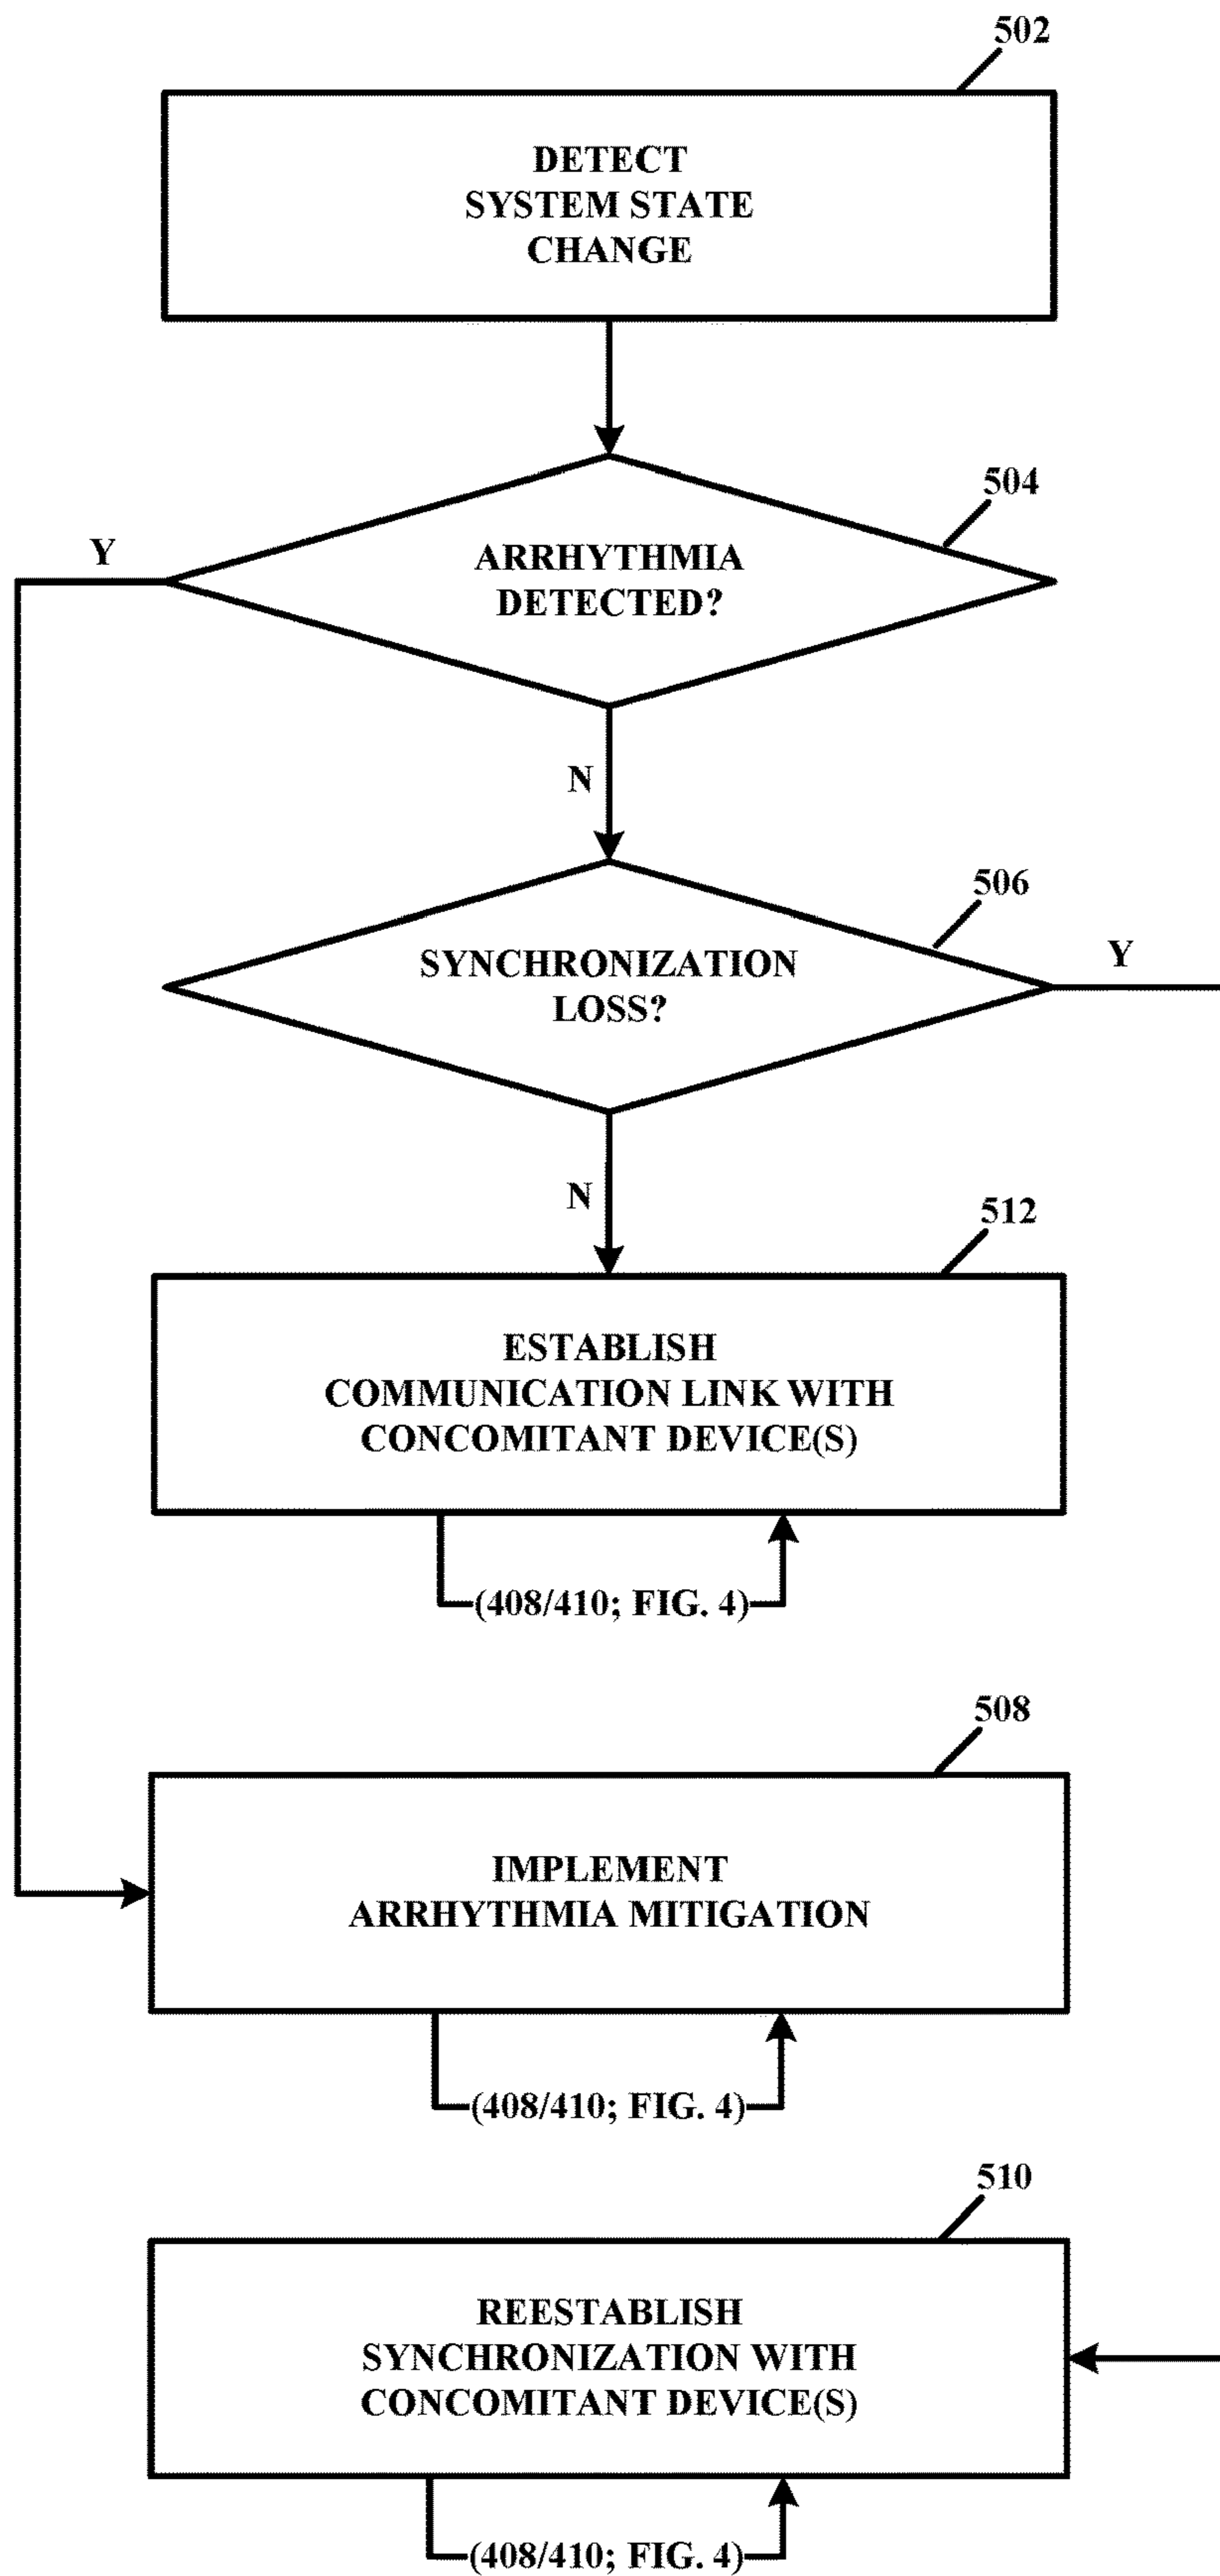 502
DETECT
SYSTEM STATE
CHANGE
504
Y
ARRHYTHMIA
DETECTED?
N
506
SYNCHRONIZATION
LOSS?
Y
N
512
ESTABLISH
COMMUNICATION LINK WITH
CONCOMITANT DEVICE(S)
(408/410; FIG. 4)
508
IMPLEMENT
ARRHYTHMIA MITIGATION
(408/410; FIG. 4)
510
REESTABLISH
SYNCHRONIZATION WITH
CONCOMITANT DEVICE(S)
(408/410; FIG. 4)